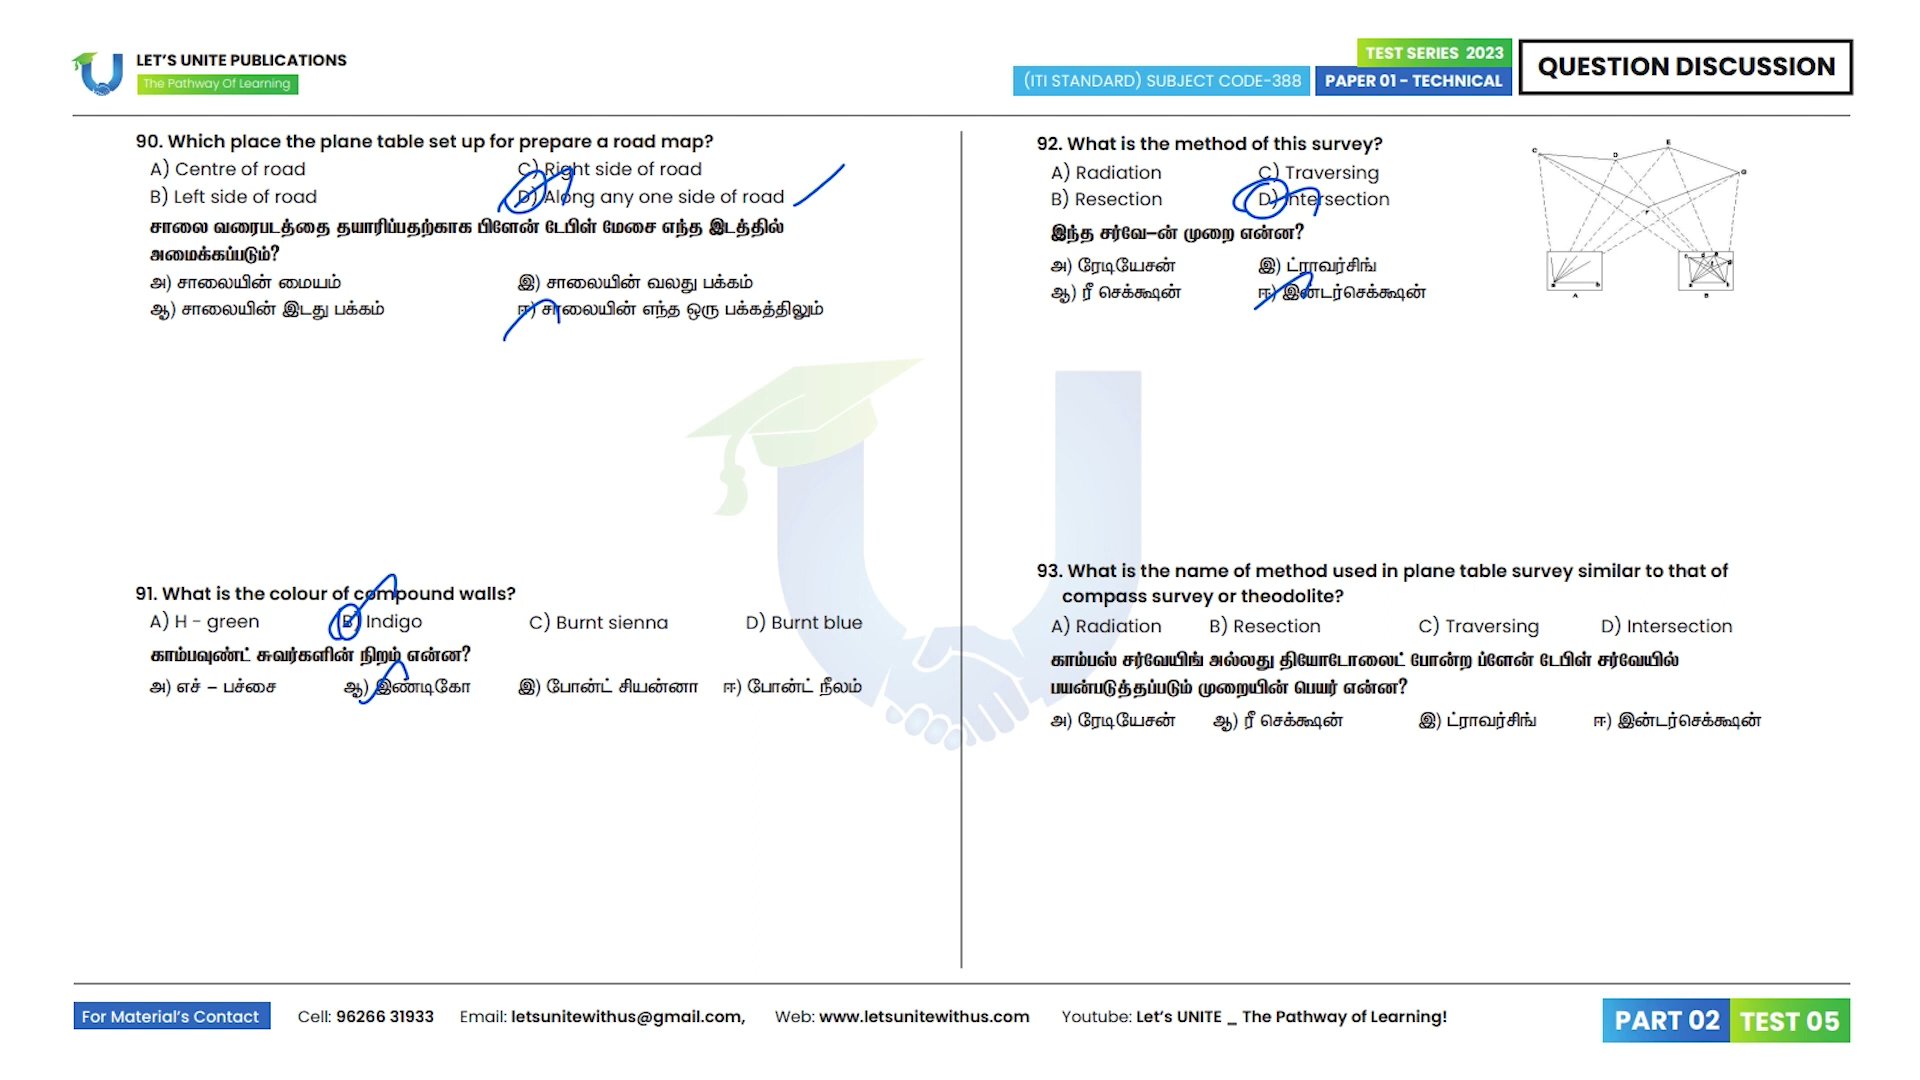 LET'S UNITE PUBLICATIONS
The Pathway Of Learning
TEST SERIES 2023
(ITI STANDARD) SUBJECT CODE-388
PAPER 01 - TECHNICAL
QUESTION DISCUSSION
90. Which place the plane table set up for prepare a road map?
A) Centre of road C) Right side of road
B) Left side of road D) Along any one side of road
சாலை வரைபடத்தை தயாரிப்பதற்காக பிளேன் டேபிள் மேசை எந்த இடத்தில்
அமைக்கப்படும்?
அ) சாலையின் மையம் இ) சாலையின் வலது பக்கம்
ஆ) சாலையின் இடது பக்கம் ஈ) சாலையின் எந்த ஒரு பக்கத்திலும்
91. What is the colour of compound walls?
A) H - green B) Indigo C) Burnt sienna D) Burnt blue
காம்பவுண்ட் சுவர்களின் நிறம் என்ன?
அ) எச் – பச்சை ஆ) இண்டிகோ இ) போன்ட் சியன்னா ஈ) போன்ட் நீலம்
92. What is the method of this survey?
A) Radiation C) Traversing
B) Resection D) Intersection
இந்த சர்வே-ன் முறை என்ன?
அ) ரேடியேசன் இ) ட்ராவர்சிங்
ஆ) ரீ செக்க்ஷன் ஈ) இன்டர்செக்க்ஷன்
C D E G
F
A B
93. What is the name of method used in plane table survey similar to that of
compass survey or theodolite?
A) Radiation B) Resection C) Traversing D) Intersection
காம்பஸ் சர்வேயிங் அல்லது தியோடோலைட் போன்ற ப்ளேன் டேபிள் சர்வேயில்
பயன்படுத்தப்படும் முறையின் பெயர் என்ன?
அ) ரேடியேசன் ஆ) ரீ செக்க்ஷன் இ) ட்ராவர்சிங் ஈ) இன்டர்செக்க்ஷன்
For Material's Contact Cell: 96266 31933 Email: letsunitewithus@gmail.com, Web: www.letsunitewithus.com Youtube: Let's UNITE _ The Pathway of Learning!
PART 02 TEST 05